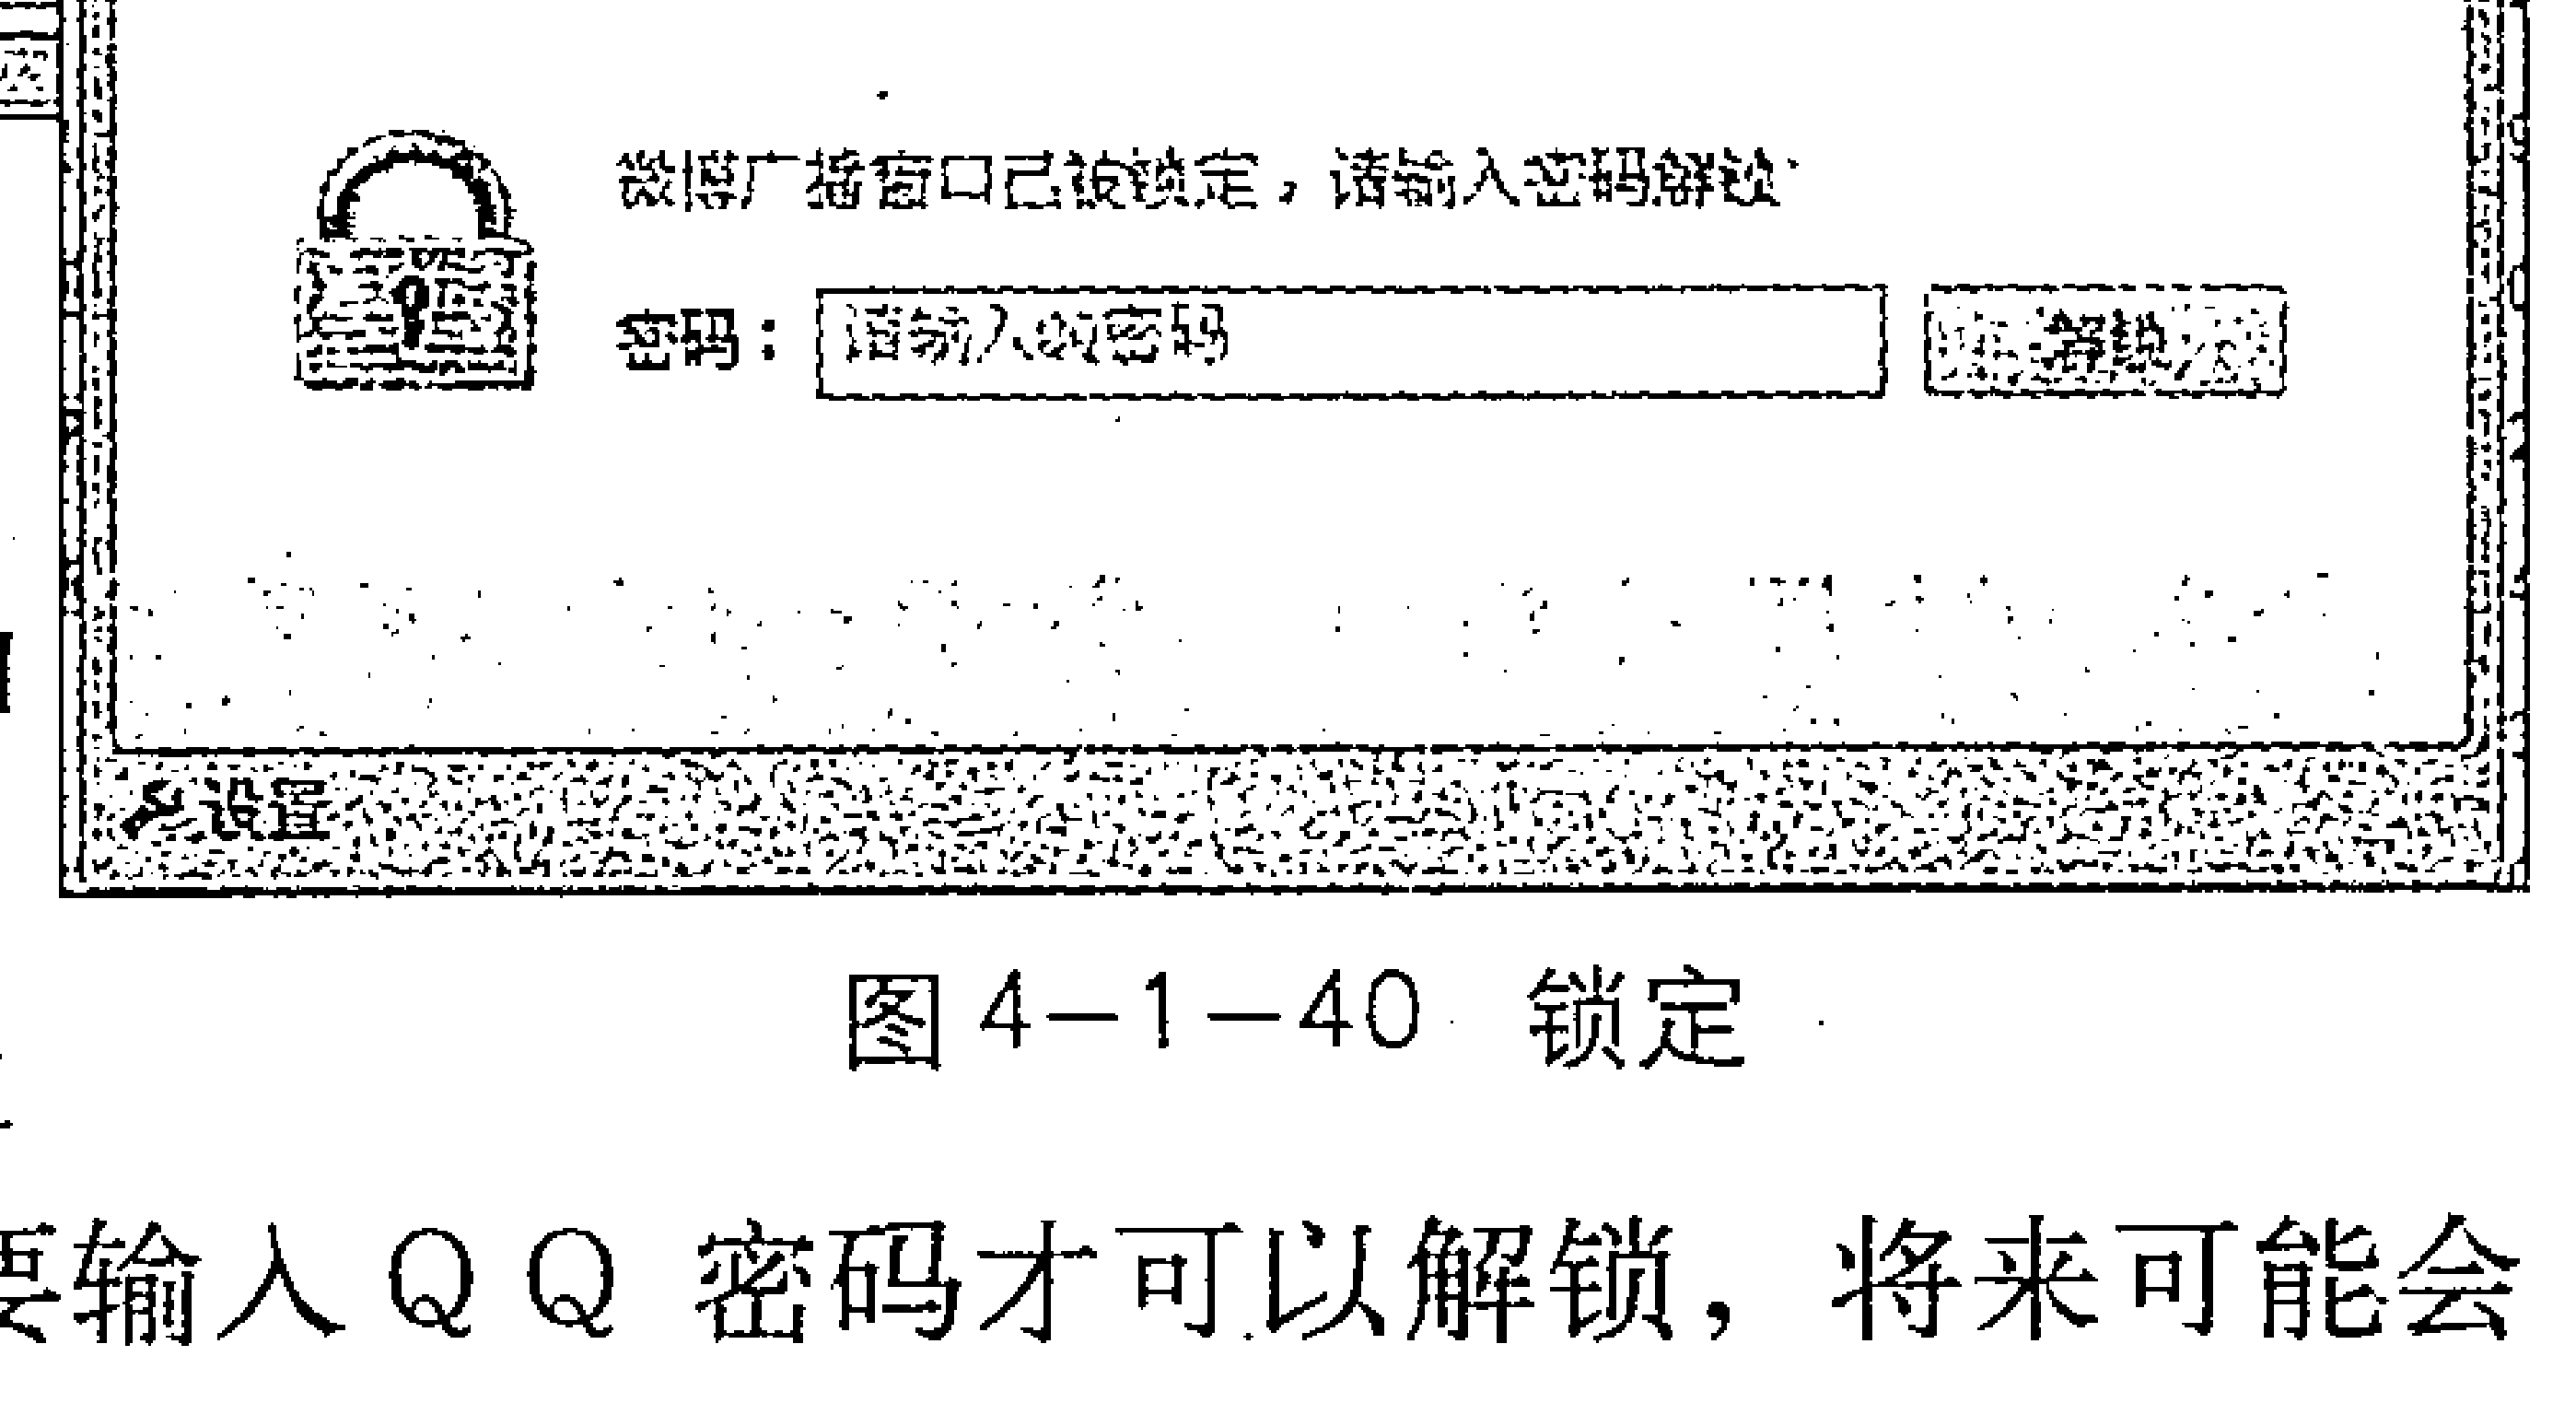 微博广播窗口已被锁定，请输入密码解锁
密码： 请输入的密码 解锁
设置
图 4-1-40 锁定
要输入QQ 密码才可以解锁，将来可能会